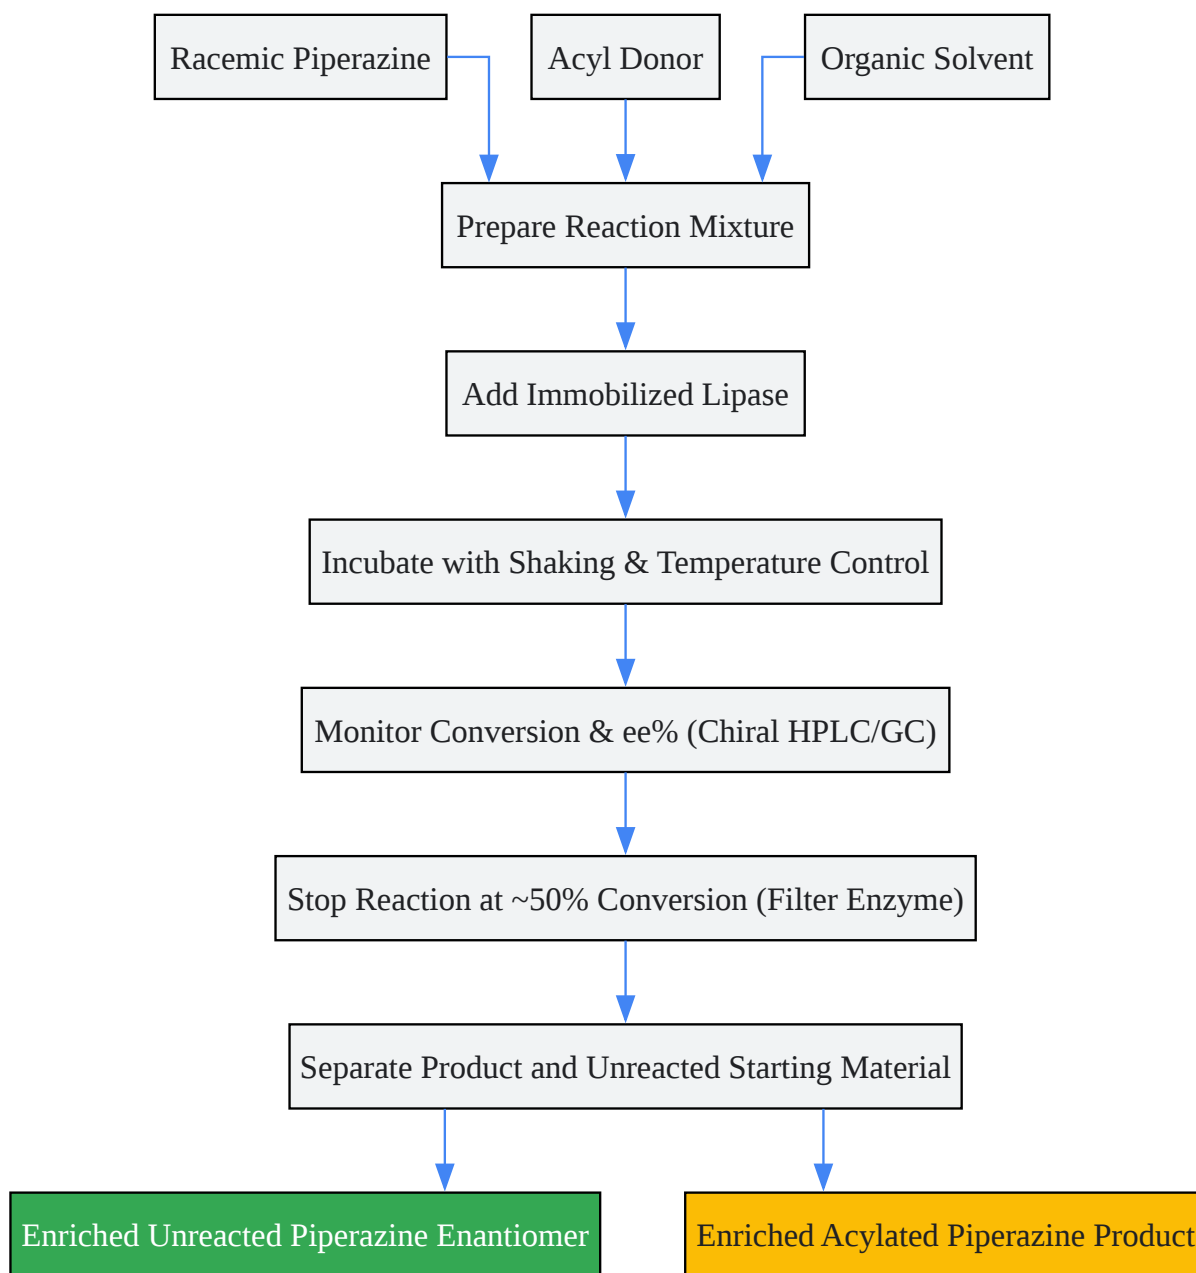 Racemic Piperazine
Acyl Donor
Organic Solvent
Prepare Reaction Mixture
Add Immobilized Lipase
Incubate with Shaking & Temperature Control
Monitor Conversion & ee% (Chiral HPLC/GC)
Stop Reaction at ~50% Conversion (Filter Enzyme)
Separate Product and Unreacted Starting Material
Enriched Unreacted Piperazine Enantiomer
Enriched Acylated Piperazine Product